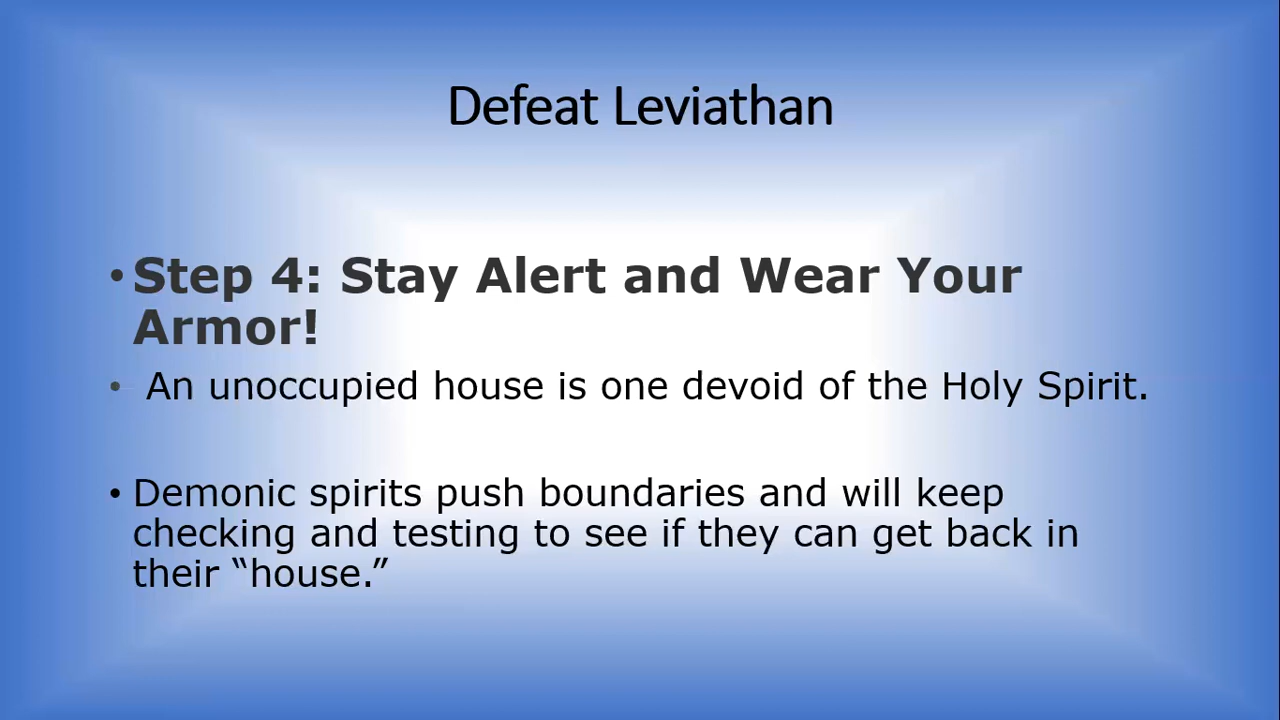 Defeat Leviathan
• Step 4: Stay Alert and Wear Your
Armor!
• An unoccupied house is one devoid of the Holy Spirit.
• Demonic spirits push boundaries and will keep
checking and testing to see if they can get back in
their “house.”